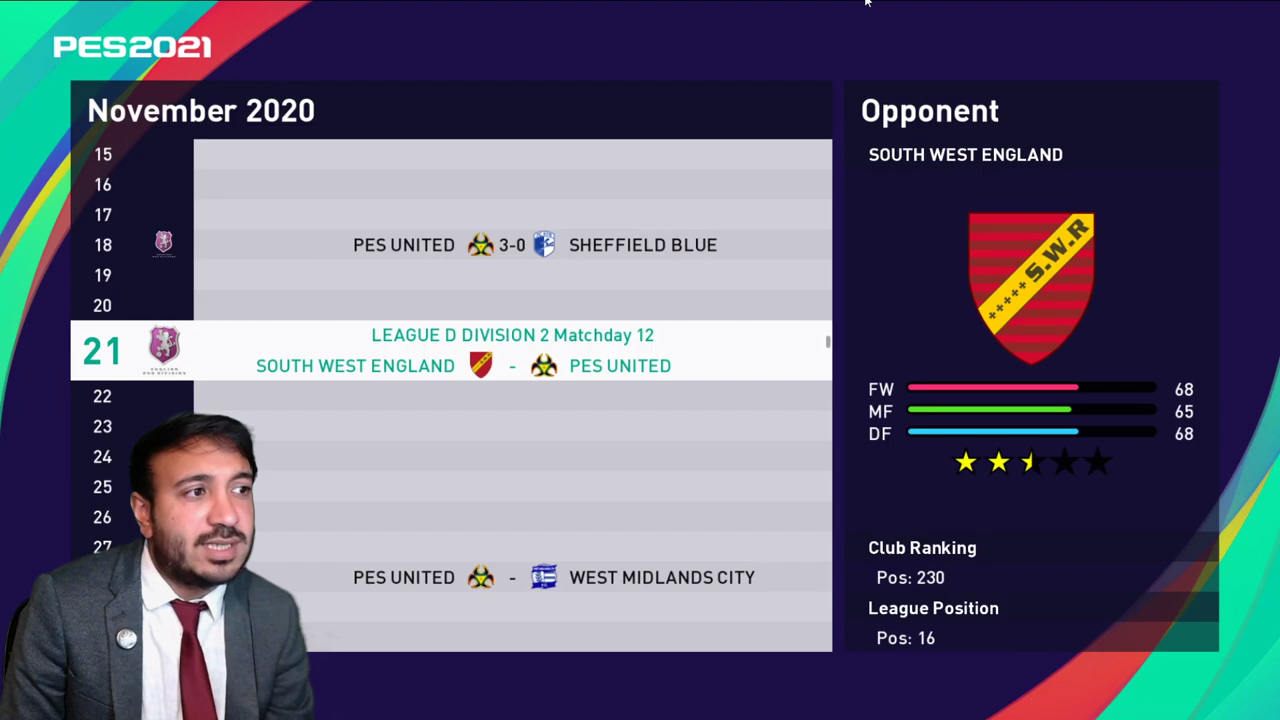 PES2021
November 2020
15
16
17
18 PES UNITED 3-0 SHEFFIELD BLUE
19
20
21 LEAGUE D DIVISION 2 Matchday 12
SOUTH WEST ENGLAND - PES UNITED
22
23
24
25
26
27
PES UNITED - WEST MIDLANDS CITY
Opponent
SOUTH WEST ENGLAND
S.W.R
FW 68
MF 65
DF 68
Club Ranking
Pos: 230
League Position
Pos: 16